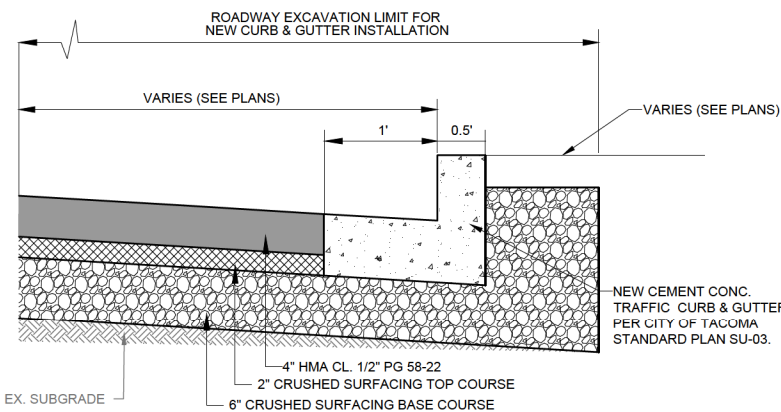 ROADWAY EXCAVATION LIMIT FOR
NEW CURB & GUTTER INSTALLATION
VARIES (SEE PLANS)
VARIES (SEE PLANS)
1'
0.5'
NEW CEMENT CONC.
TRAFFIC CURB & GUTTER
PER CITY OF TACOMA
STANDARD PLAN SU-03.
4" HMA CL. 1/2" PG 58-22
2" CRUSHED SURFACING TOP COURSE
EX. SUBGRADE
6" CRUSHED SURFACING BASE COURSE